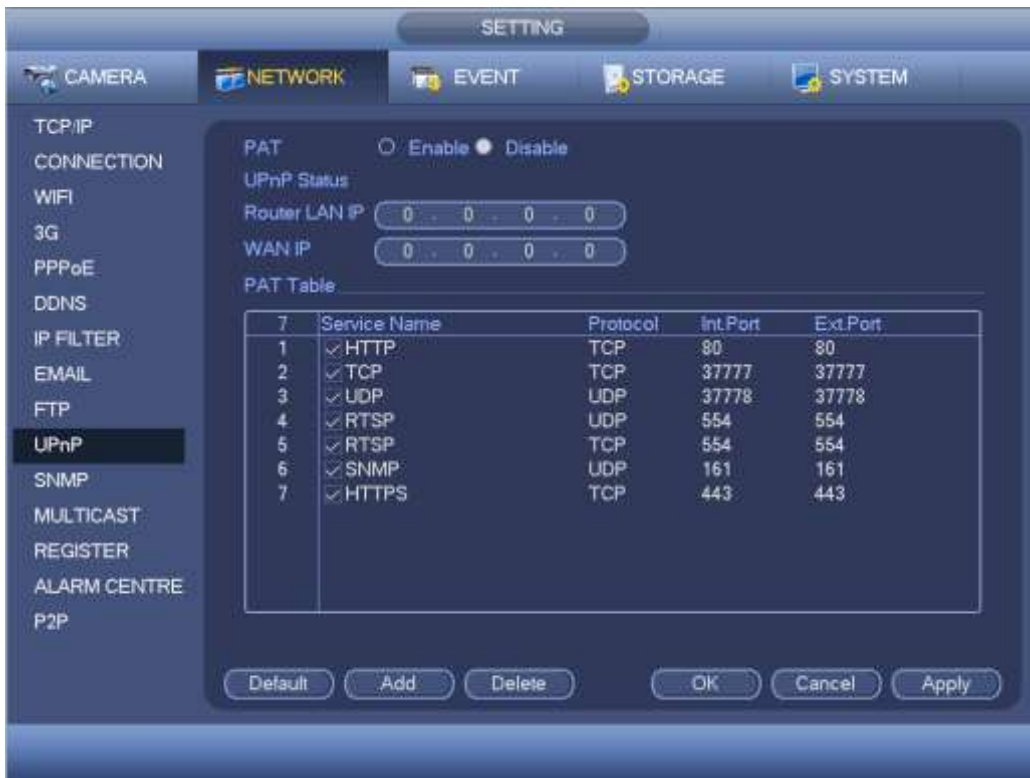 SETTING
CAMERA NETWORK EVENT STORAGE SYSTEM
TCP/IP
CONNECTION
WIFI
3G
PPPoE
DDNS
IP FILTER
EMAIL
FTP
UPnP
SNMP
MULTICAST
REGISTER
ALARM CENTRE
P2P
PAT Enable Disable
UPnP Status
Router LAN IP 0 . 0 . 0 . 0
WAN IP 0 . 0 . 0 . 0
PAT Table
7 Service Name Protocol Int.Port Ext.Port
1 HTTP TCP 80 80
2 TCP TCP 37777 37777
3 UDP UDP 37778 37778
4 RTSP UDP 554 554
5 RTSP TCP 554 554
6 SNMP UDP 161 161
7 HTTPS TCP 443 443
Default Add Delete OK Cancel Apply